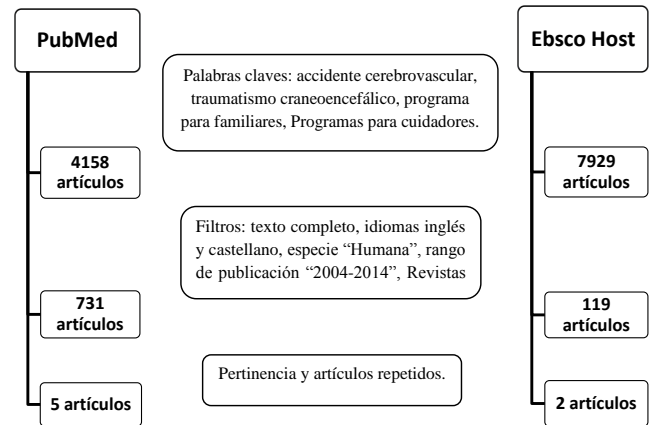 PubMed
Ebsco Host
Palabras claves: accidente cerebrovascular,
traumatismo craneoencefálico, programa
para familiares, Programas para cuidadores.
4158
artículos
7929
artículos
Filtros: texto completo, idiomas inglés
y castellano, especie “Humana”, rango
de publicación “2004-2014”, Revistas
731
artículos
119
artículos
Pertinencia y artículos repetidos.
5 artículos
2 artículos